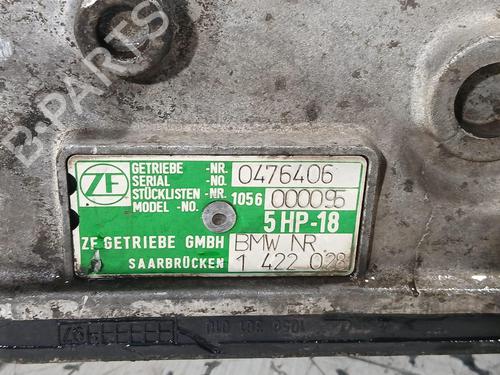 B-PARTS
ZF
GETRIEBE -NR. 0476406
SERIAL -NO.
STÜCKLISTEN -NR. 1056 000095
MODEL -NO.
5 HP-18
ZF GETRIEBE GMBH BMW NR
SAARBRÜCKEN 1 422 028